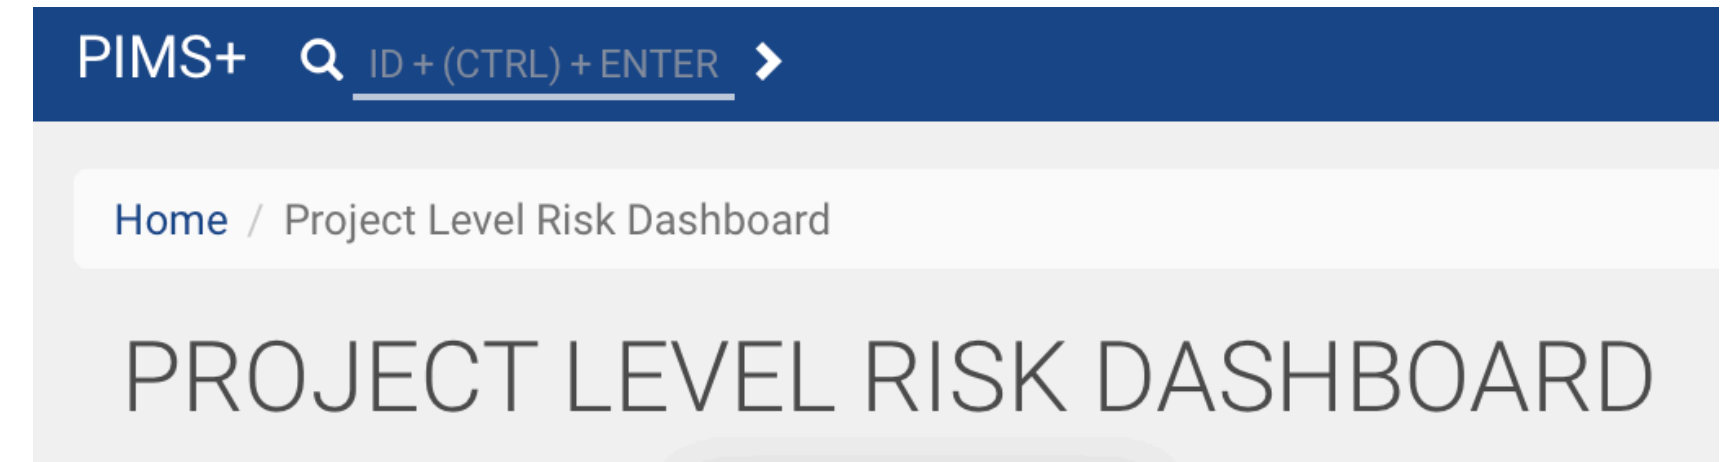 PIMS+ ID + (CTRL) + ENTER
Home / Project Level Risk Dashboard
PROJECT LEVEL RISK DASHBOARD